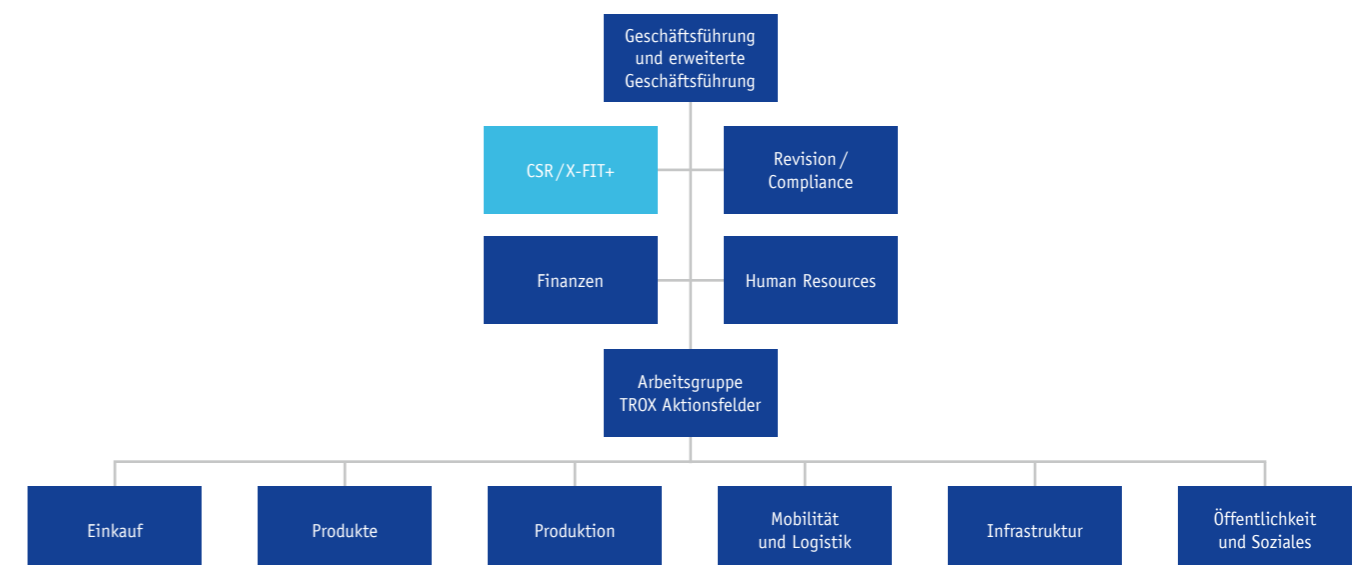 Geschäftsführung
und erweiterte
Geschäftsführung
CSR/X-FIT+
Revision /
Compliance
Finanzen
Human Resources
Arbeitsgruppe
TROX Aktionsfelder
Einkauf
Produkte
Produktion
Mobilität
und Logistik
Infrastruktur
Öffentlichkeit
und Soziales